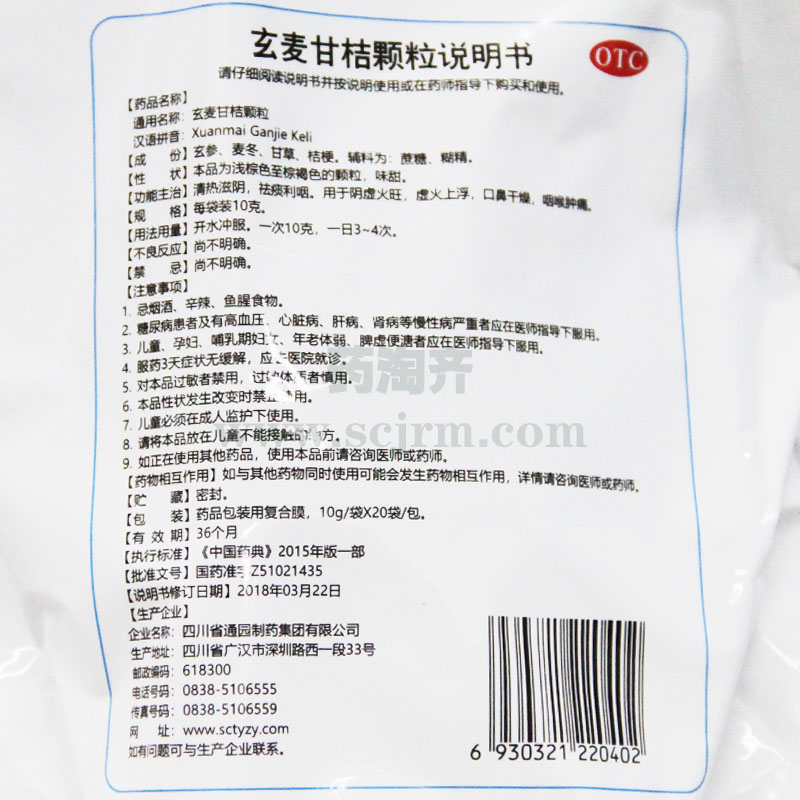 玄麦甘桔颗粒说明书
OTC
请仔细阅读说明书并按说明使用或在药师指导下购买和使用。
【药品名称】
通用名称：玄麦甘桔颗粒
汉语拼音：Xuanmai Ganjie Keli
【成　份】玄参、麦冬、甘草、桔梗。辅料为：蔗糖、糊精。
【性　状】本品为浅棕色至棕褐色的颗粒，味甜。
【功能主治】清热滋阴，祛痰利咽。用于阴虚火旺，虚火上浮，口鼻干燥，咽喉肿痛。
【规　格】每袋装10克。
【用法用量】开水冲服。一次10克，一日3~4次。
【不良反应】尚不明确。
【禁　忌】尚不明确。
【注意事项】
1. 忌烟酒、辛辣、鱼腥食物。
2. 糖尿病患者及有高血压、心脏病、肝病、肾病等慢性病严重者应在医师指导下服用。
3. 儿童、孕妇、哺乳期妇女、年老体弱、脾虚便溏者应在医师指导下服用。
4. 服药3天症状无缓解，应去医院就诊。
5. 对本品过敏者禁用，过敏体质者慎用。
6. 本品性状发生改变时禁止使用。
7. 儿童必须在成人监护下使用。
8. 请将本品放在儿童不能接触的地方。
9. 如正在使用其他药品，使用本品前请咨询医师或药师。
【药物相互作用】如与其他药物同时使用可能会发生药物相互作用，详情请咨询医师或药师。
【贮　藏】密封。
【包　装】药品包装用复合膜，10g/袋X20袋/包。
【有 效 期】36个月
【执行标准】《中国药典》2015年版一部
【批准文号】国药准字Z51021435
【说明书修订日期】2018年03月22日
【生产企业】
企业名称：四川省通园制药集团有限公司
生产地址：四川省广汉市深圳路西一段33号
邮政编码：618300
电话号码：0838-5106555
传真号码：0838-5106559
网　址：www.sctyzy.com
如有问题可与生产企业联系。
6 930321 220402
药淘齐
www.scjrm.com